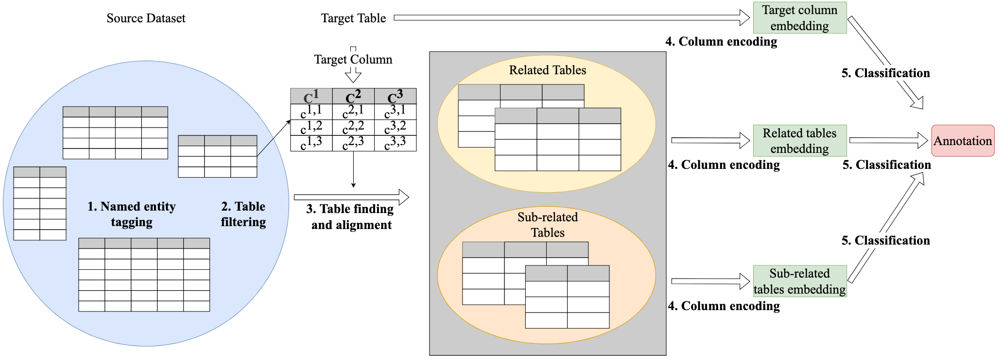 Source Dataset
1. Named entity
tagging
2. Table
filtering
Target Table
Target Column
C1 C2 C3
c1,1 c2,1 c3,1
c1,2 c2,2 c3,2
c1,3 c2,3 c3,3
3. Table finding
and alignment
Related Tables
Sub-related
Tables
Target column
embedding
4. Column encoding
5. Classification
Related tables
embedding
4. Column encoding
5. Classification
Annotation
5. Classification
Sub-related
tables embedding
4. Column encoding